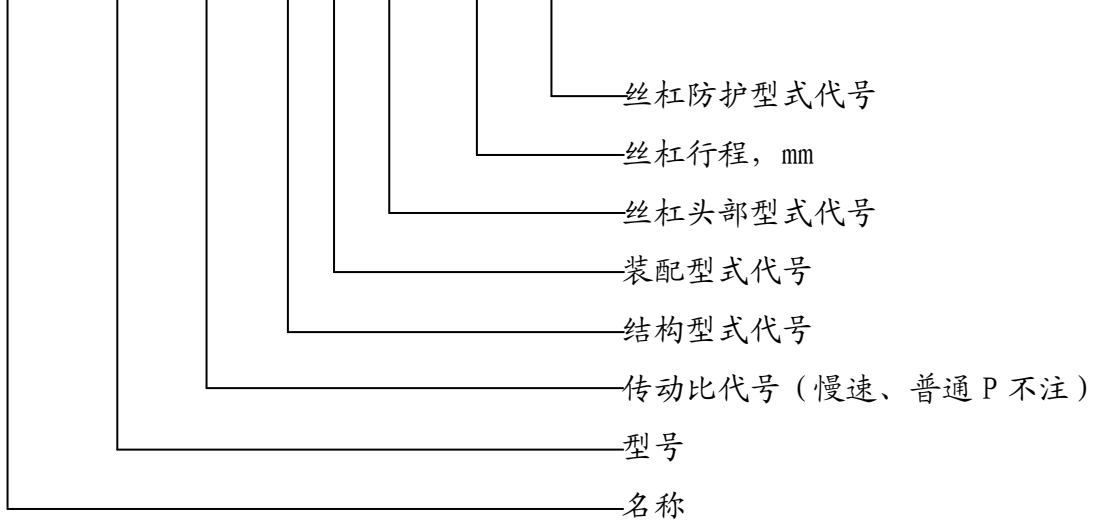 丝杠防护型式代号
丝杠行程，mm
丝杠头部型式代号
装配型式代号
结构型式代号
传动比代号（慢速、普通 P 不注）
型号
名称